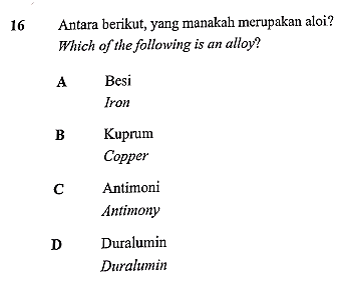 16 Antara berikut, yang manakah merupakan aloi?
Which of the following is an alloy?
A Besi
Iron
B Kuprum
Copper
C Antimoni
Antimony
D Duralumin
Duralumin